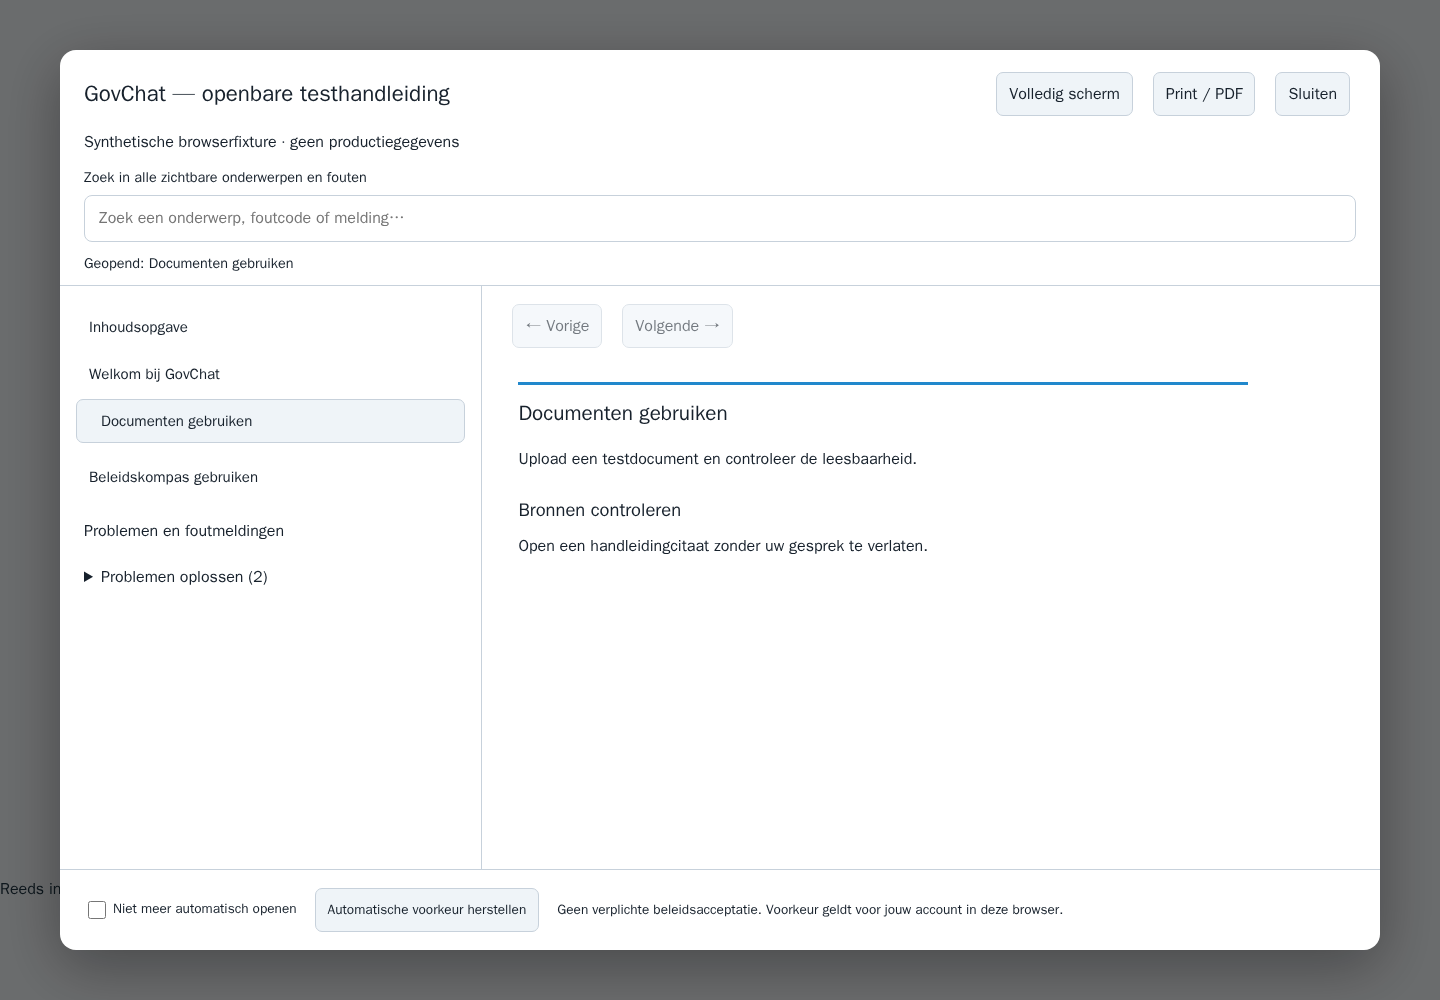 GovChat — openbare testhandleiding
Volledig scherm
Print / PDF
Sluiten
Synthetische browserfixture · geen productiegegevens
Zoek in alle zichtbare onderwerpen en fouten
Zoek een onderwerp, foutcode of melding…
Geopend: Documenten gebruiken
Inhoudsopgave
Welkom bij GovChat
Documenten gebruiken
Beleidskompas gebruiken
Problemen en foutmeldingen
▶ Problemen oplossen (2)
← Vorige
Volgende →
Documenten gebruiken
Upload een testdocument en controleer de leesbaarheid.
Bronnen controleren
Open een handleidingcitaat zonder uw gesprek te verlaten.
Reeds in
Niet meer automatisch openen
Automatische voorkeur herstellen
Geen verplichte beleidsacceptatie. Voorkeur geldt voor jouw account in deze browser.